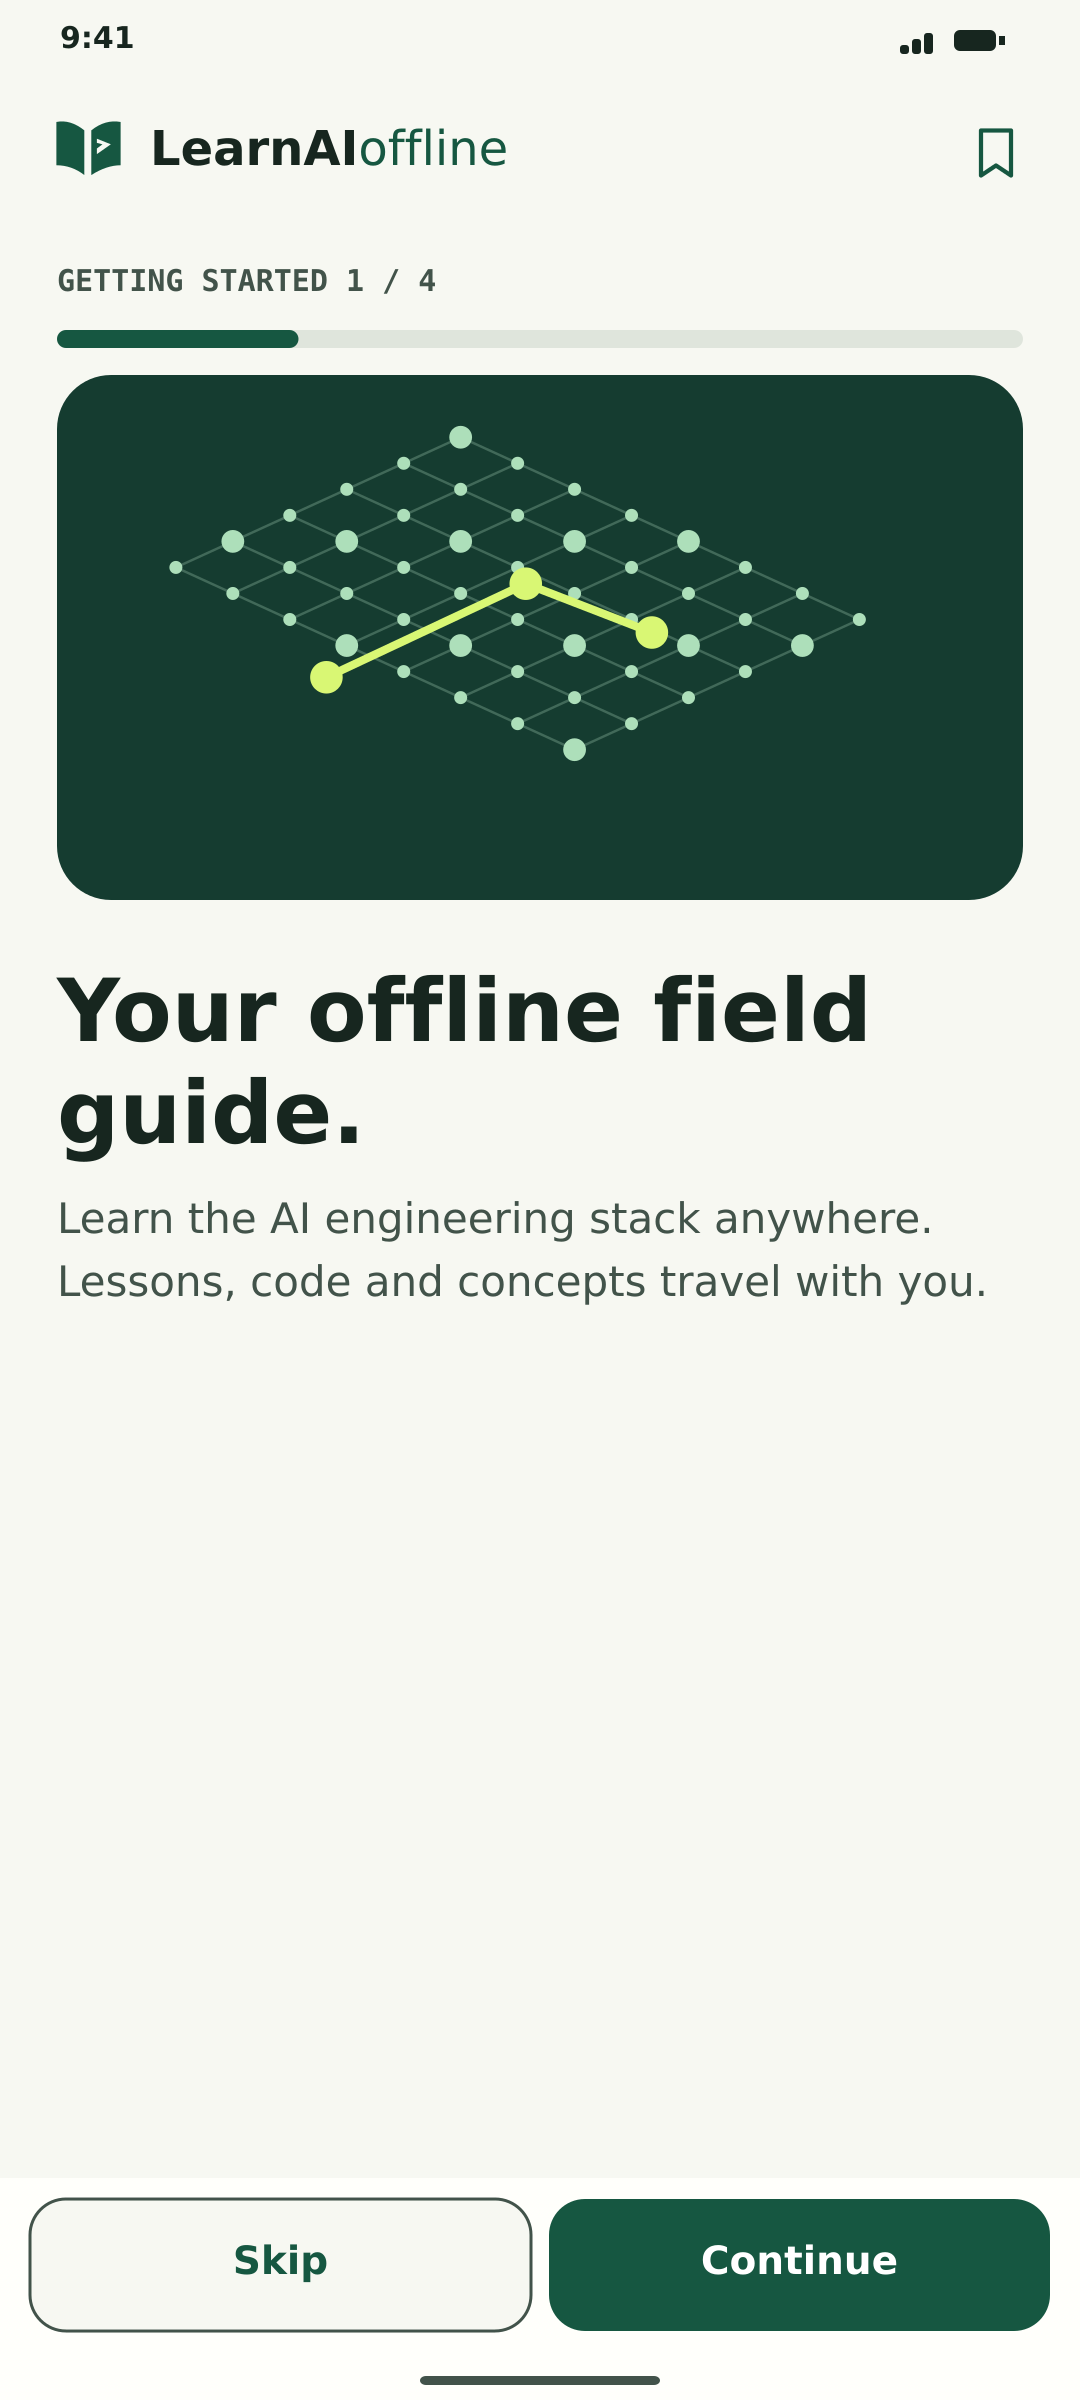 9:41
LearnAIoffline
GETTING STARTED 1 / 4
Your offline field
guide.
Learn the AI engineering stack anywhere.
Lessons, code and concepts travel with you.
Skip
Continue